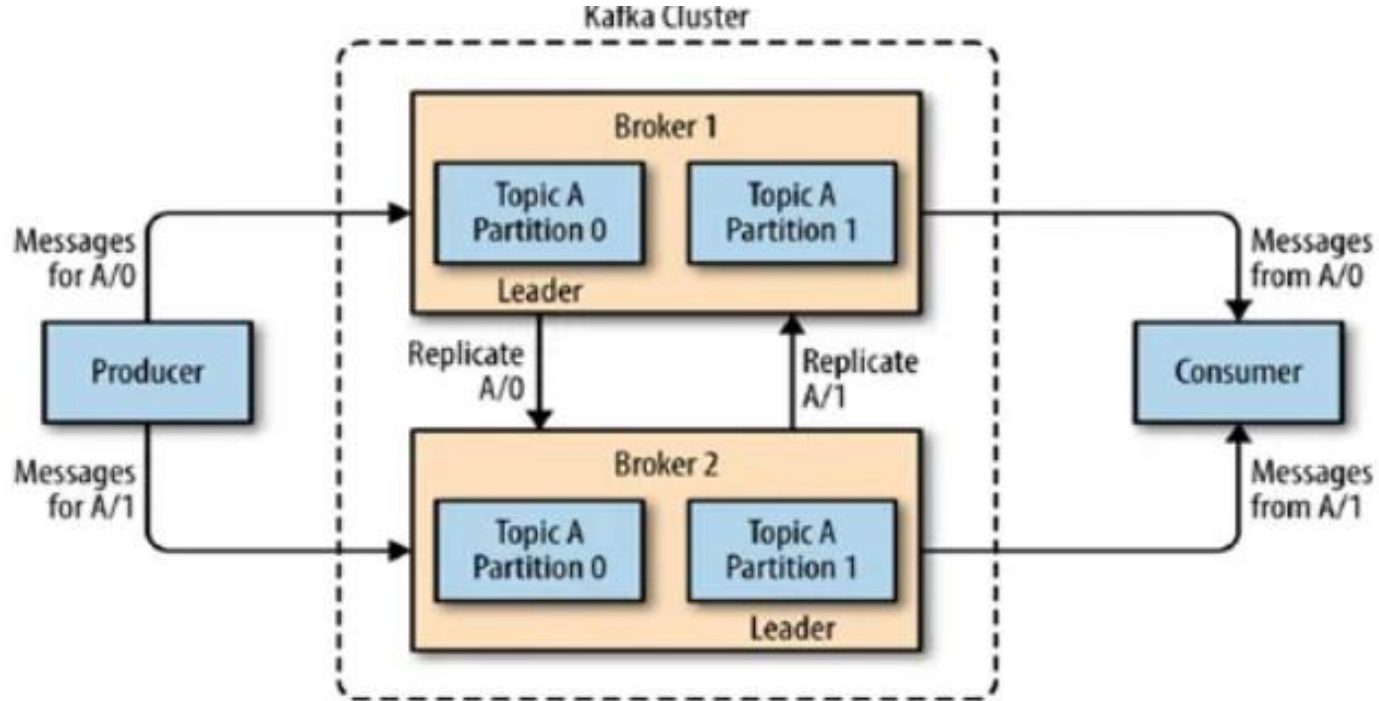 Kafka Cluster
Broker 1
Topic A
Partition 0
Topic A
Partition 1
Leader
Messages
for A/0
Messages
from A/0
Producer
Replicate
A/0
Replicate
A/1
Consumer
Messages
for A/1
Broker 2
Topic A
Partition 0
Topic A
Partition 1
Leader
Messages
from A/1